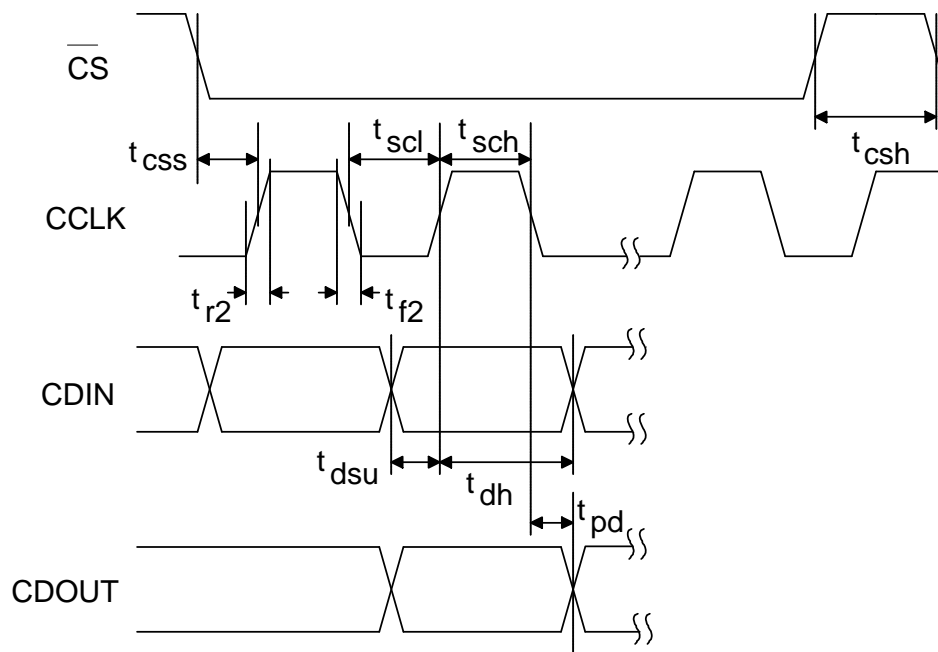 CS
t scl
t sch
t css
t csh
CCLK
t r2
t f2
CDIN
t dsu
t dh
t pd
CDOUT